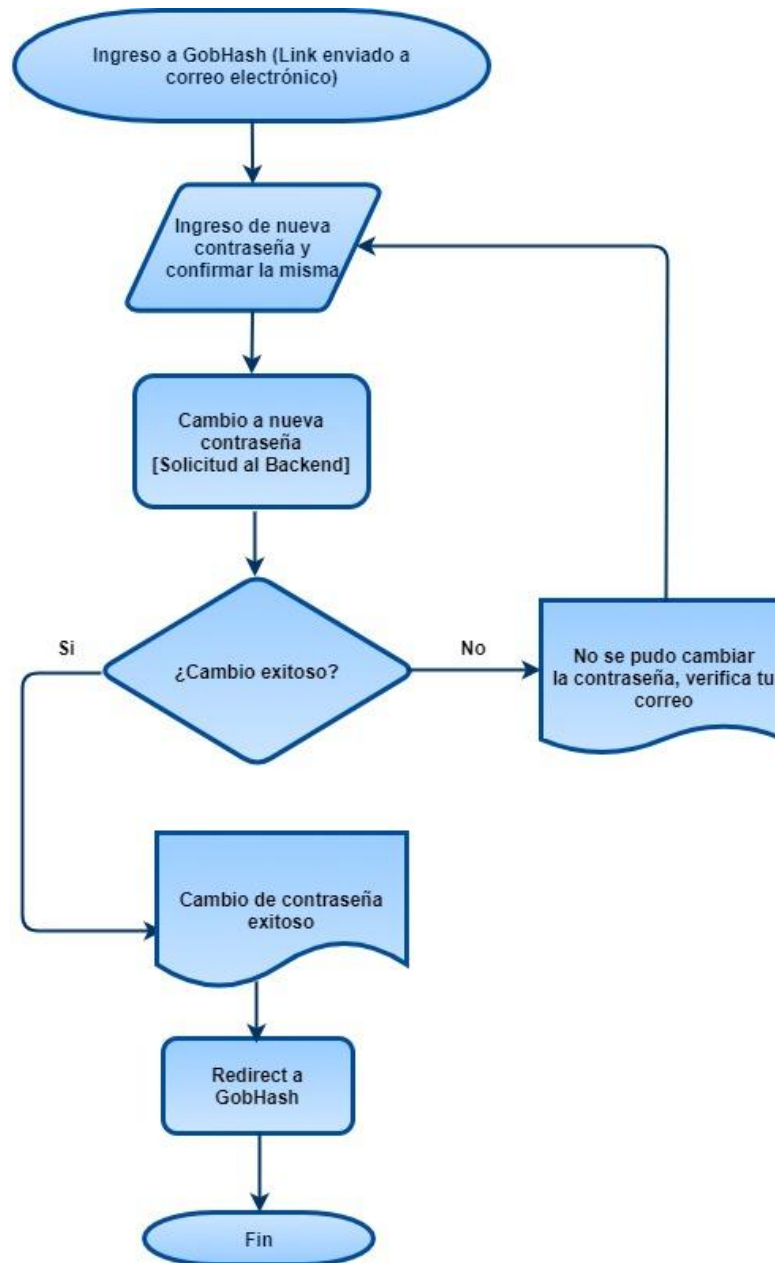 Ingreso a GobHash (Link enviado a
correo electrónico)
Ingreso de nueva
contraseña y
confirmar la misma
Cambio a nueva
contraseña
[Solicitud al Backend]
Si
¿Cambio exitoso?
No
No se pudo cambiar
la contraseña, verifica tu
correo
Cambio de contraseña
exitoso
Redirect a
GobHash
Fin